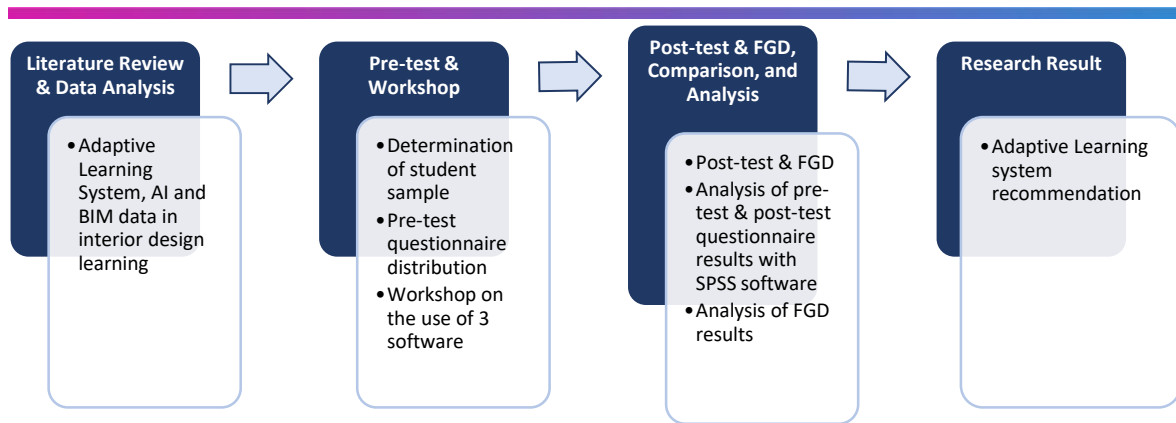 Literature Review
& Data Analysis
•Adaptive
Learning
System, AI and
BIM data in
interior design
learning
Pre-test &
Workshop
•Determination
of student
sample
•Pre-test
questionnaire
distribution
•Workshop on
the use of 3
software
Post-test & FGD,
Comparison, and
Analysis
•Post-test & FGD
•Analysis of pre-
test & post-test
questionnaire
results with
SPSS software
•Analysis of FGD
results
Research Result
•Adaptive Learning
system
recommendation